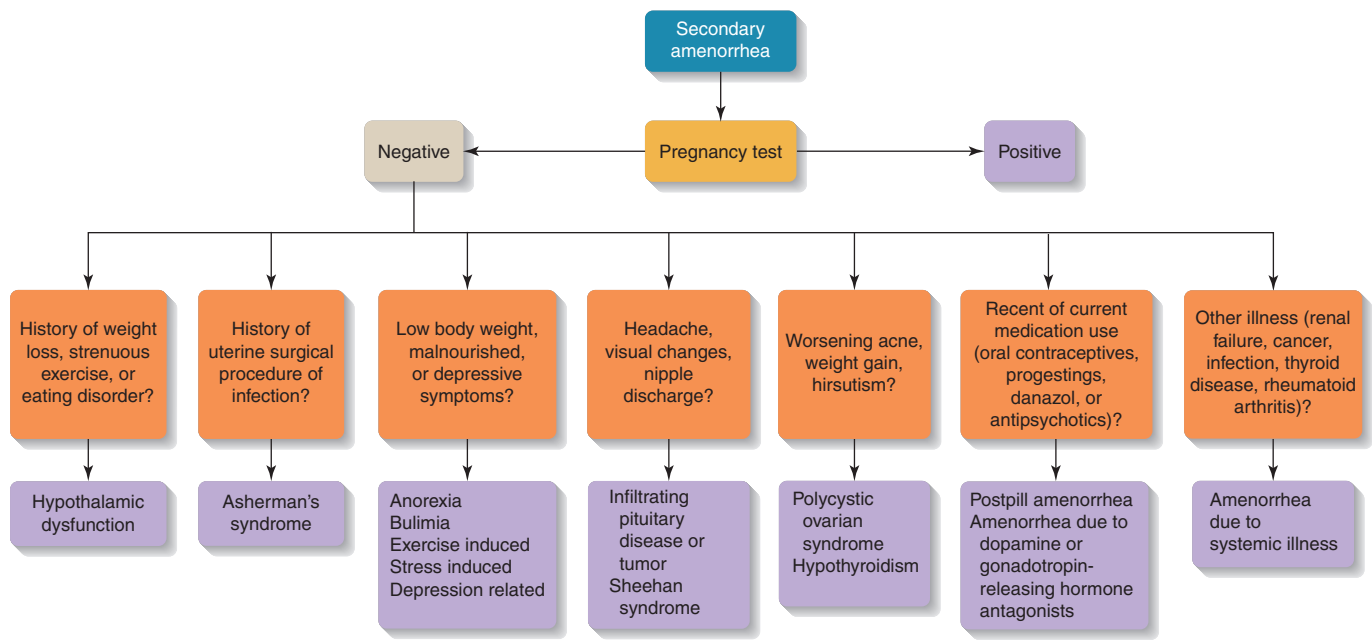 Secondary
amenorrhea
Negative
Pregnancy test
Positive
History of weight
loss, strenuous
exercise, or
eating disorder?
History of
uterine surgical
procedure of
infection?
Low body weight,
malnourished,
or depressive
symptoms?
Headache,
visual changes,
nipple
discharge?
Worsening acne,
weight gain,
hirsutism?
Recent of current
medication use
(oral contraceptives,
progestings,
danazol, or
antipsychotics)?
Other illness (renal
failure, cancer,
infection, thyroid
disease, rheumatoid
arthritis)?
Hypothalamic
dysfunction
Asherman's
syndrome
Anorexia
Bulimia
Exercise induced
Stress induced
Depression related
Infiltrating
pituitary
disease or
tumor
Sheehan
syndrome
Polycystic
ovarian
syndrome
Hypothyroidism
Postpill amenorrhea
Amenorrhea due to
dopamine or
gonadotropin-
releasing hormone
antagonists
Amenorrhea
due to
systemic illness